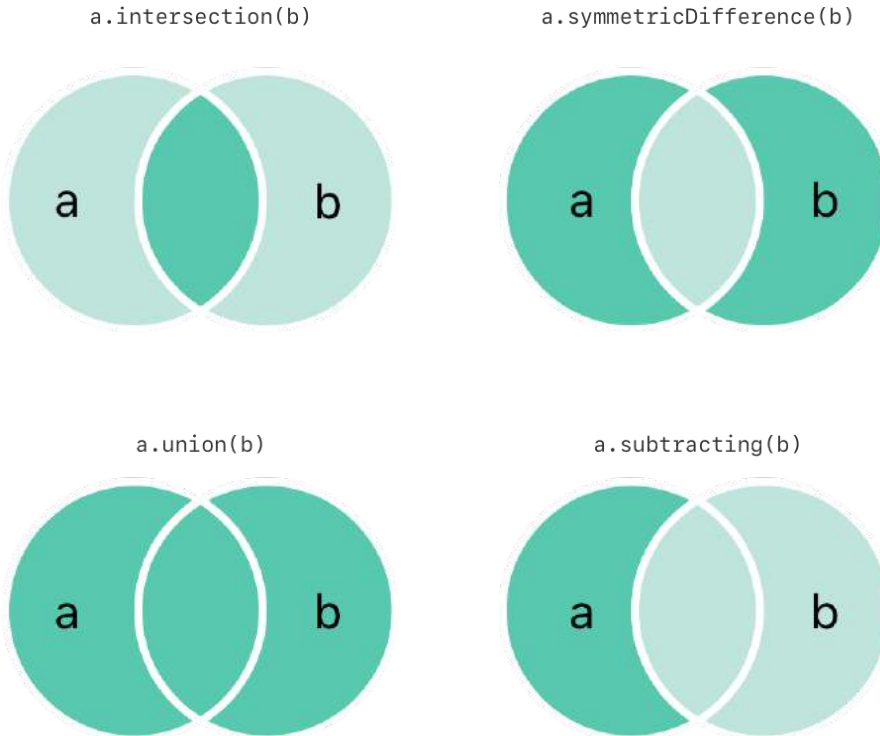 a.intersection(b)
a.symmetricDifference(b)
a b
a b
a.union(b)
a.subtracting(b)
a b
a b